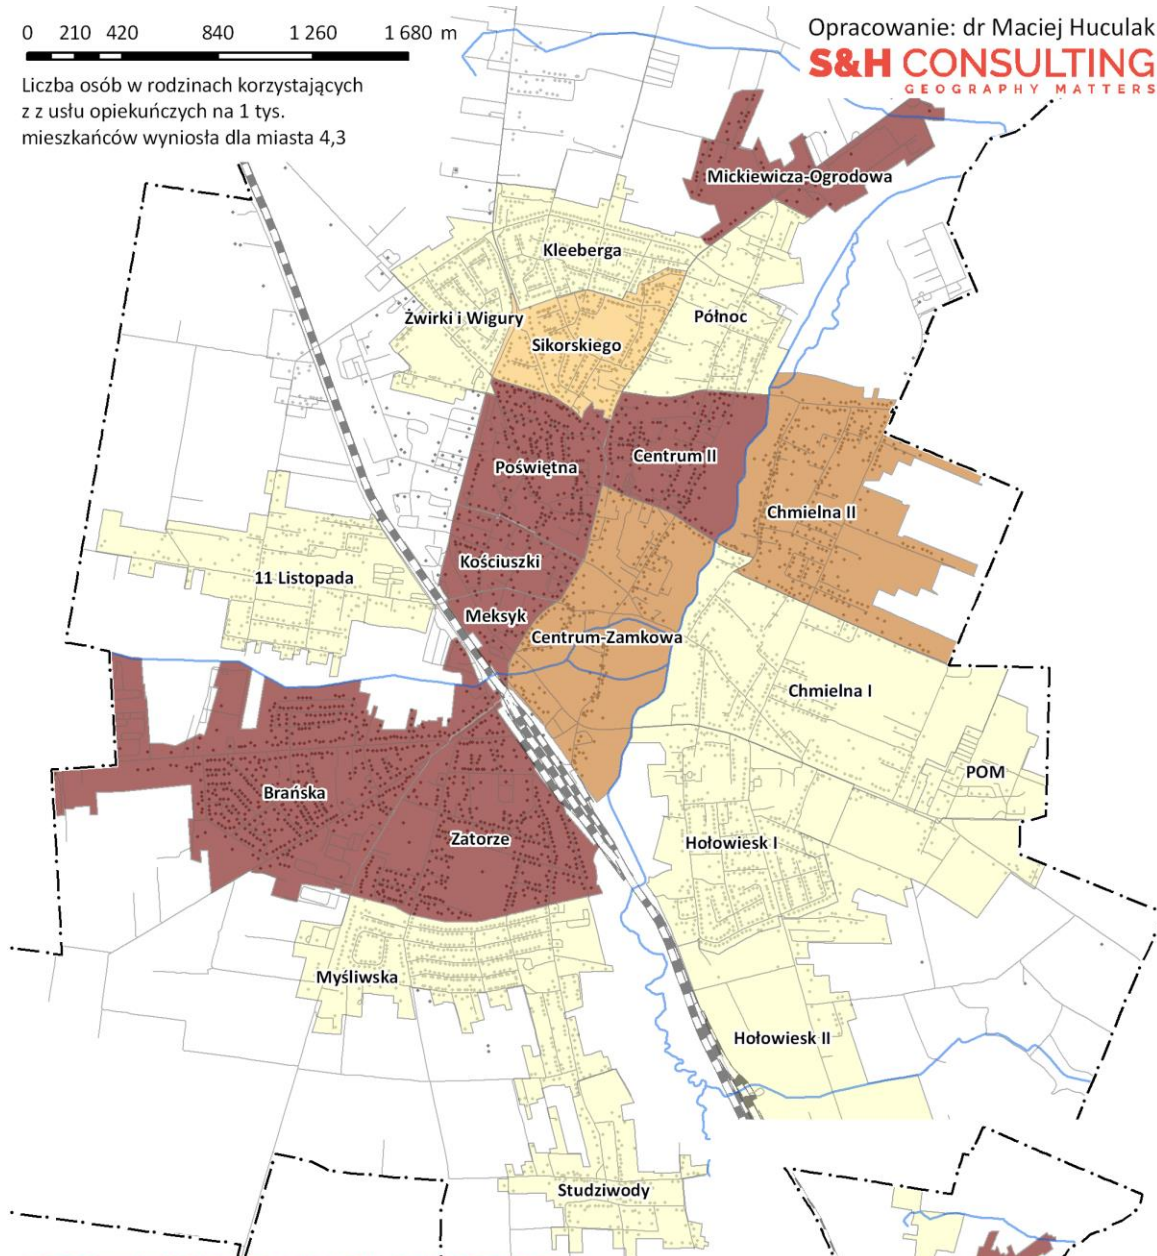 0 210 420 840 1 260 1 680 m
Opracowanie: dr Maciej Huculak
S&H CONSULTING
GEOGRAPHY MATTERS
Liczba osób w rodzinach korzystających
z z usłu opiekuńczych na 1 tys.
mieszkańców wyniosła dla miasta 4,3
Mickiewicza-Ogrodowa
Kleeberga
Żwirki i Wigury
Północ
Sikorskiego
Poświętna
Centrum II
Chmielna II
Kościuszki
11 Listopada
Meksyk
Centrum-Zamkowa
Chmielna I
POM
Brańska
Zatorze
Hołowiesk I
Myśliwska
Hołowiesk II
Studziwody